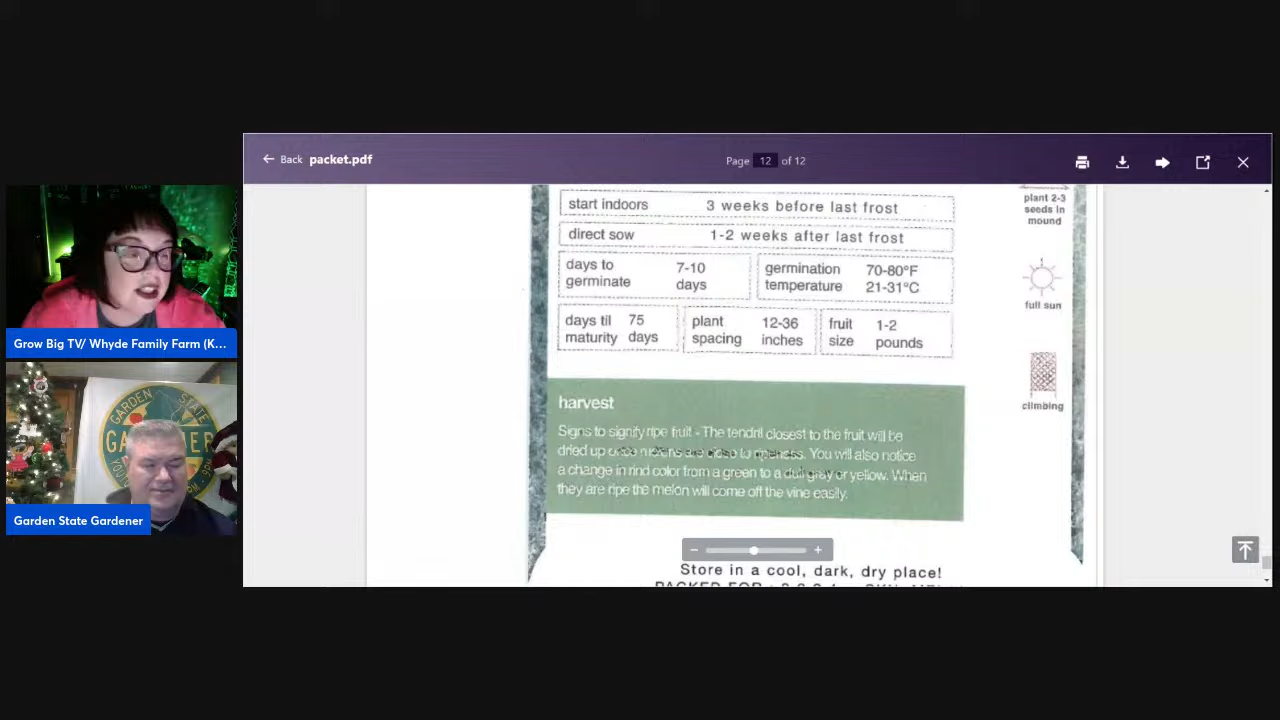 Back packet.pdf
Page 12 of 12
start indoors 3 weeks before last frost
direct sow 1-2 weeks after last frost
days to germinate 7-10 days
germination temperature 70-80°F 21-31°C
days til maturity 75 days
plant spacing 12-36 inches
fruit size 1-2 pounds
plant 2-3
seeds in
mound
full sun
climbing
harvest
Signs to signify ripe fruit - The tendril closest to the fruit will be
dried up once melons are close to ripeness. You will also notice
a change in rind color from a green to a dull gray or yellow. When
they are ripe the melon will come off the vine easily.
Store in a cool, dark, dry place!
PACKED FOR
Grow Big TV/ Whyde Family Farm (K...
GARDEN STATE
GARDENER
Garden State Gardener